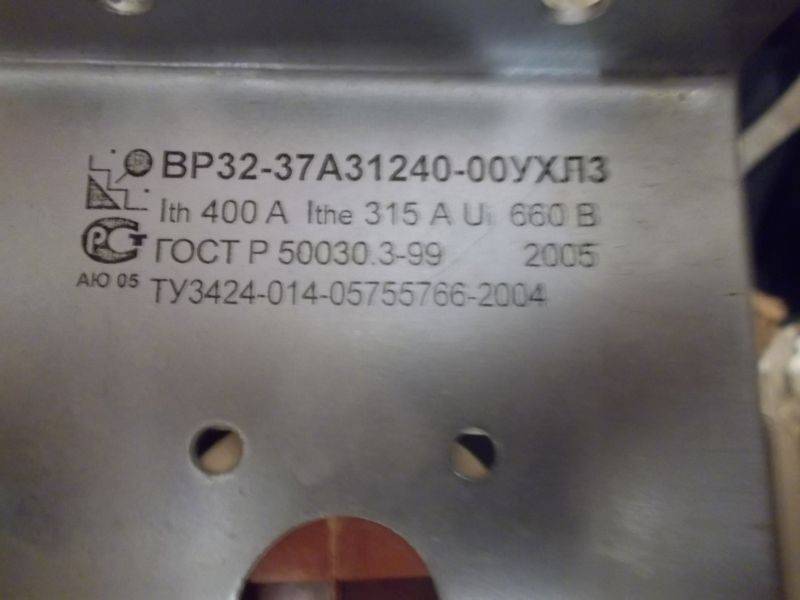 ВР32-37А31240-00УХЛ3
Ith 400 А Ithe 315 А Ui 660 В
РСТ ГОСТ Р 50030.3-99 2005
АЮ 05 ТУ3424-014-05755766-2004